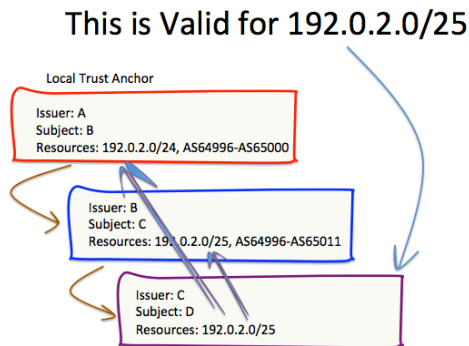 This is Valid for 192.0.2.0/25
Local Trust Anchor
Issuer: A
Subject: B
Resources: 192.0.2.0/24, AS64996-AS65000
Issuer: B
Subject: C
Resources: 192.0.2.0/25, AS64996-AS65011
Issuer: C
Subject: D
Resources: 192.0.2.0/25